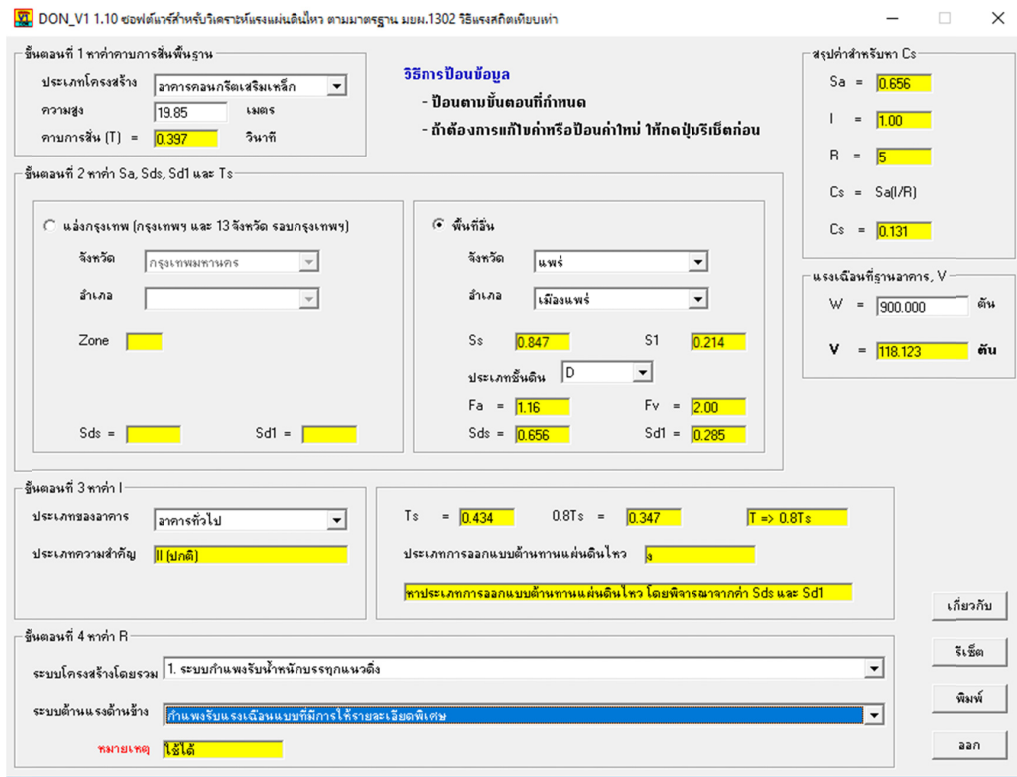 DON_V1 1.10 ซอฟต์แวร์สำหรับวิเคราะห์แรงแผ่นดินไหว ตามมาตรฐาน มยผ.1302 วิธีแรงสถิตเทียบเท่า
ขั้นตอนที่ 1 หาค่าคาบการสั่นพื้นฐาน
ประเภทโครงสร้าง อาคารคอนกรีตเสริมเหล็ก
ความสูง 19.85 เมตร
คาบการสั่น (T) = 0.397 วินาที
วิธีการป้อนข้อมูล
- ป้อนตามขั้นตอนที่กำหนด
- ถ้าต้องการแก้ไขค่าหรือป้อนค่าใหม่ ให้กดปุ่มรีเซ็ตก่อน
สรุปค่าสำหรับหา Cs
Sa = 0.656
I = 1.00
R = 5
Cs = Sa(I/R)
Cs = 0.131
ขั้นตอนที่ 2 หาค่า Sa, Sds, Sd1 และ Ts
แอ่งกรุงเทพ (กรุงเทพฯ และ 13 จังหวัด รอบกรุงเทพฯ)
จังหวัด กรุงเทพมหานคร
อำเภอ
Zone
Sds = Sd1 =
พื้นที่อื่น
จังหวัด แพร่
อำเภอ เมืองแพร่
Ss 0.847 S1 0.214
ประเภทชั้นดิน D
Fa = 1.16 Fv = 2.00
Sds = 0.656 Sd1 = 0.285
แรงเฉือนที่ฐานอาคาร, V
W = 900.000 ตัน
V = 118.123 ตัน
ขั้นตอนที่ 3 หาค่า I
ประเภทของอาคาร อาคารทั่วไป
ประเภทความสำคัญ II (ปกติ)
Ts = 0.434 0.8Ts = 0.347 T => 0.8Ts
ประเภทการออกแบบต้านทานแผ่นดินไหว ง
หาประเภทการออกแบบต้านทานแผ่นดินไหว โดยพิจารณาจากค่า Sds และ Sd1
ขั้นตอนที่ 4 หาค่า R
ระบบโครงสร้างโดยรวม 1. ระบบกำแพงรับน้ำหนักบรรทุกแนวดิ่ง
ระบบต้านแรงด้านข้าง กำแพงรับแรงเฉือนแบบที่มีการให้รายละเอียดพิเศษ
หมายเหตุ ใช้ได้
เกี่ยวกับ
รีเซ็ต
พิมพ์
ออก